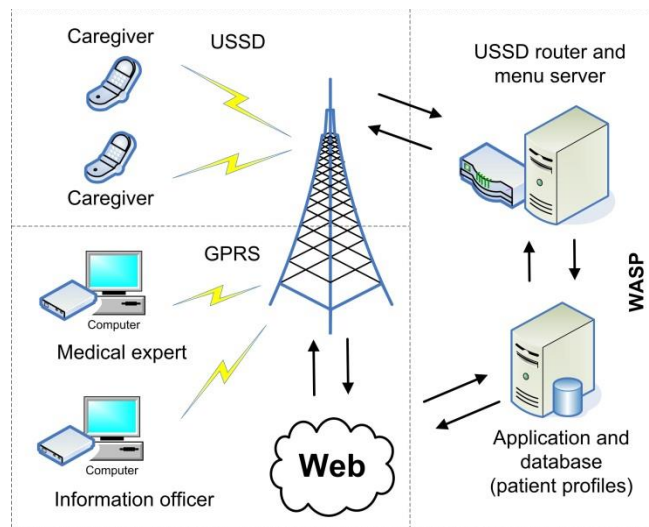 Caregiver
USSD
Caregiver
USSD router and
menu server
GPRS
Computer
Medical expert
Computer
Information officer
Web
WASP
Application and
database
(patient profiles)